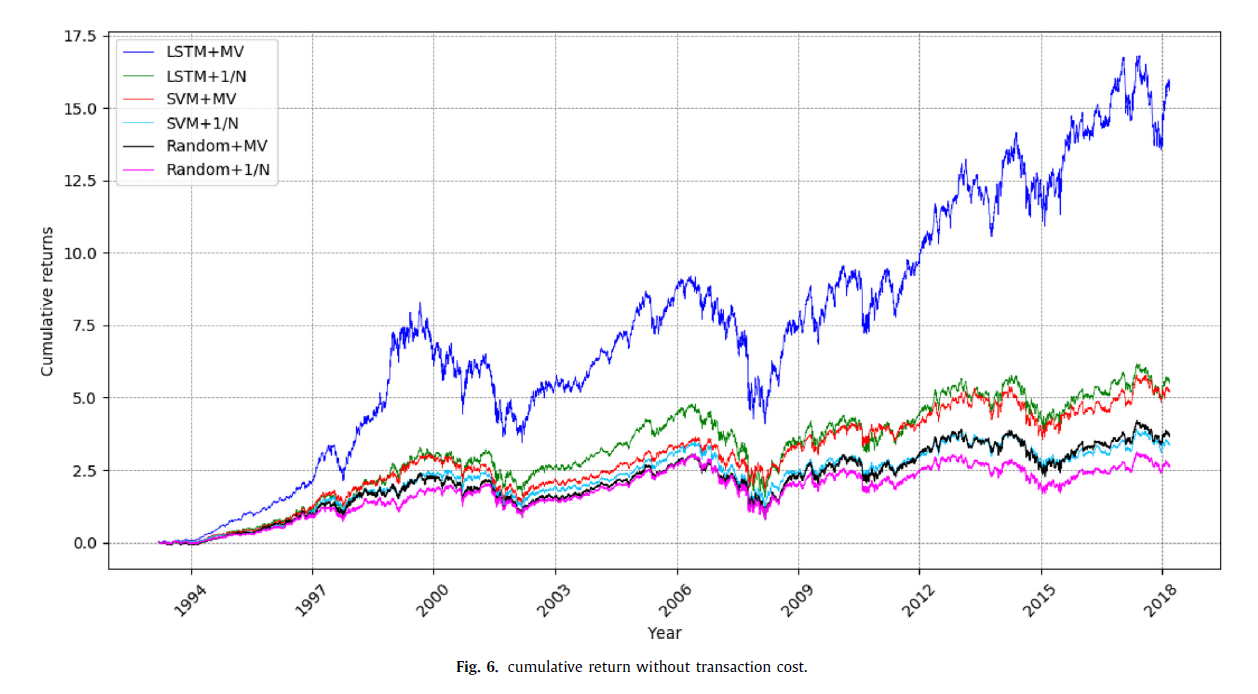 17.5
15.0
12.5
10.0
7.5
5.0
2.5
0.0
Cumulative returns
LSTM+MV
LSTM+1/N
SVM+MV
SVM+1/N
Random+MV
Random+1/N
1994
1997
2000
2003
2006
2009
2012
2015
2018
Year
Fig. 6. cumulative return without transaction cost.